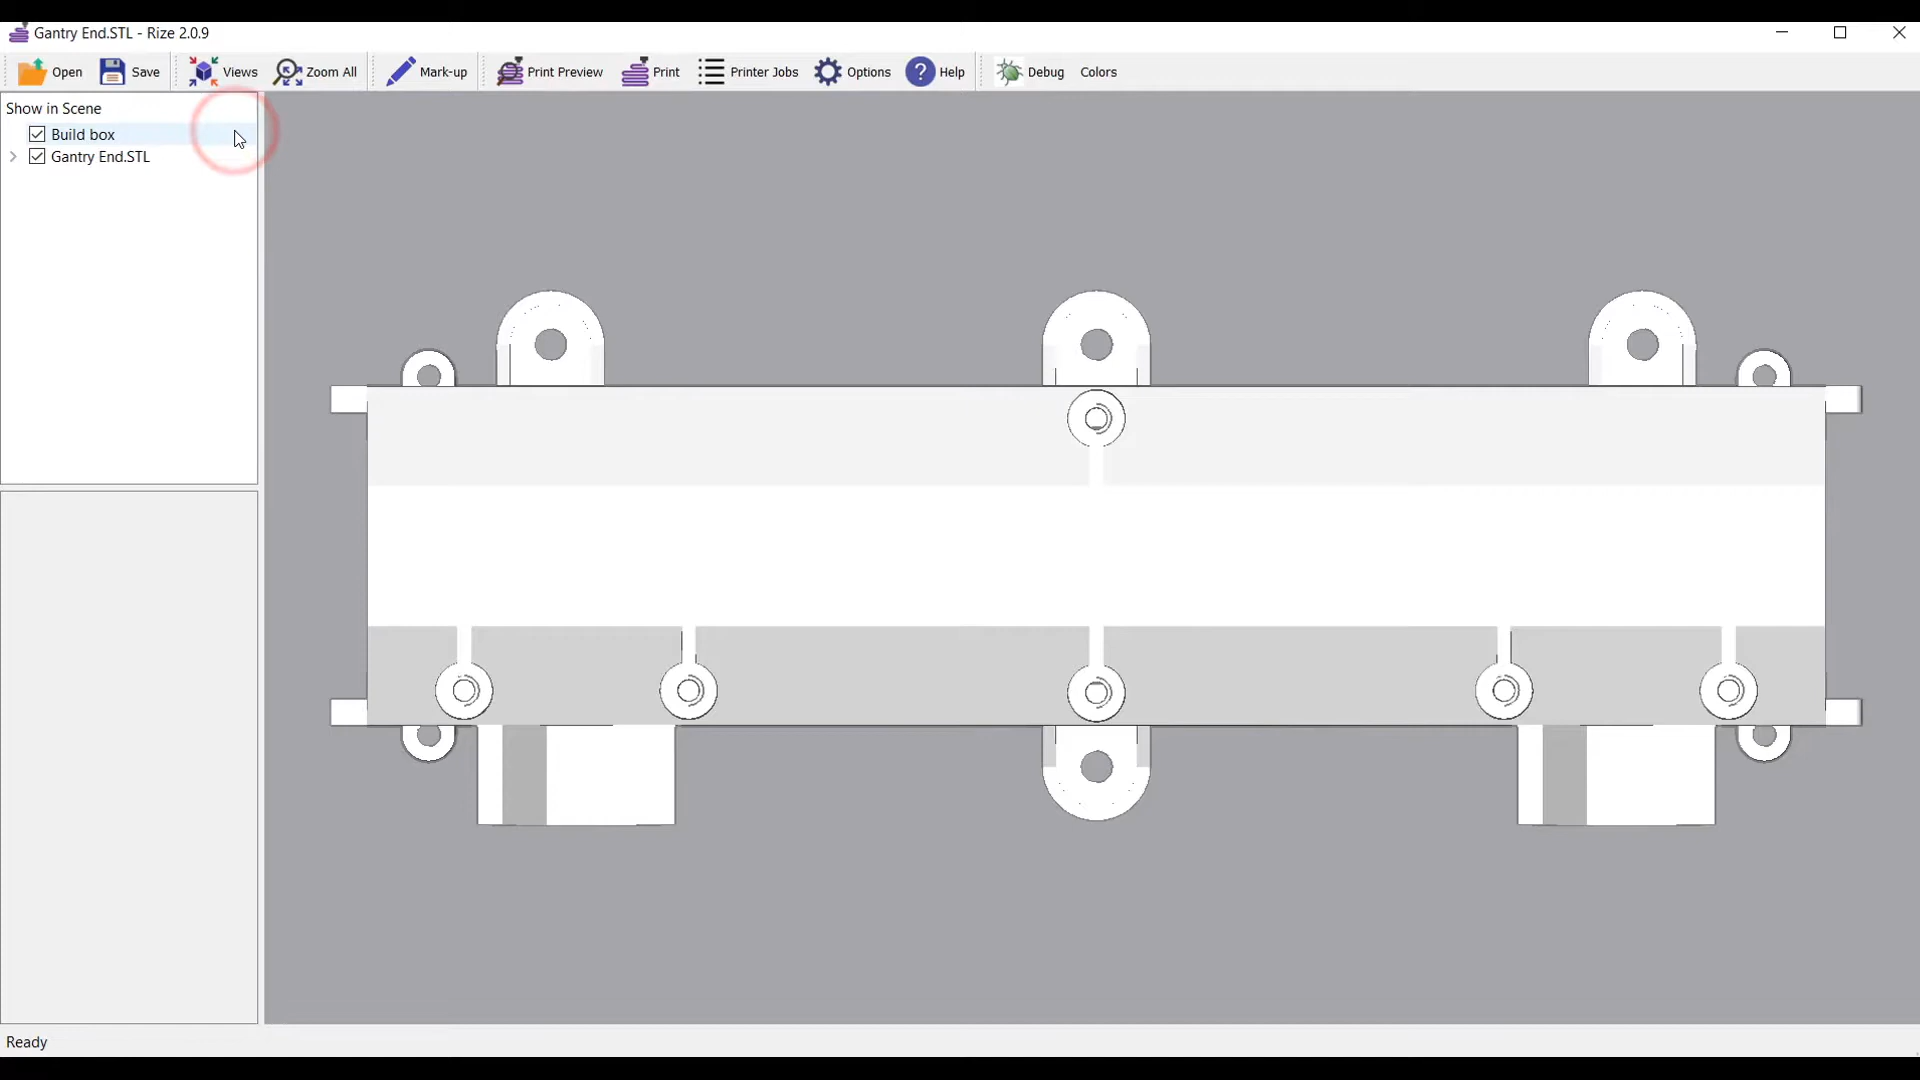 Gantry End.STL - Rize 2.0.9
Open Save Views Zoom All Mark-up Print Preview Print Printer Jobs Options Help Debug Colors
Show in Scene
Build box
Gantry End.STL
Ready